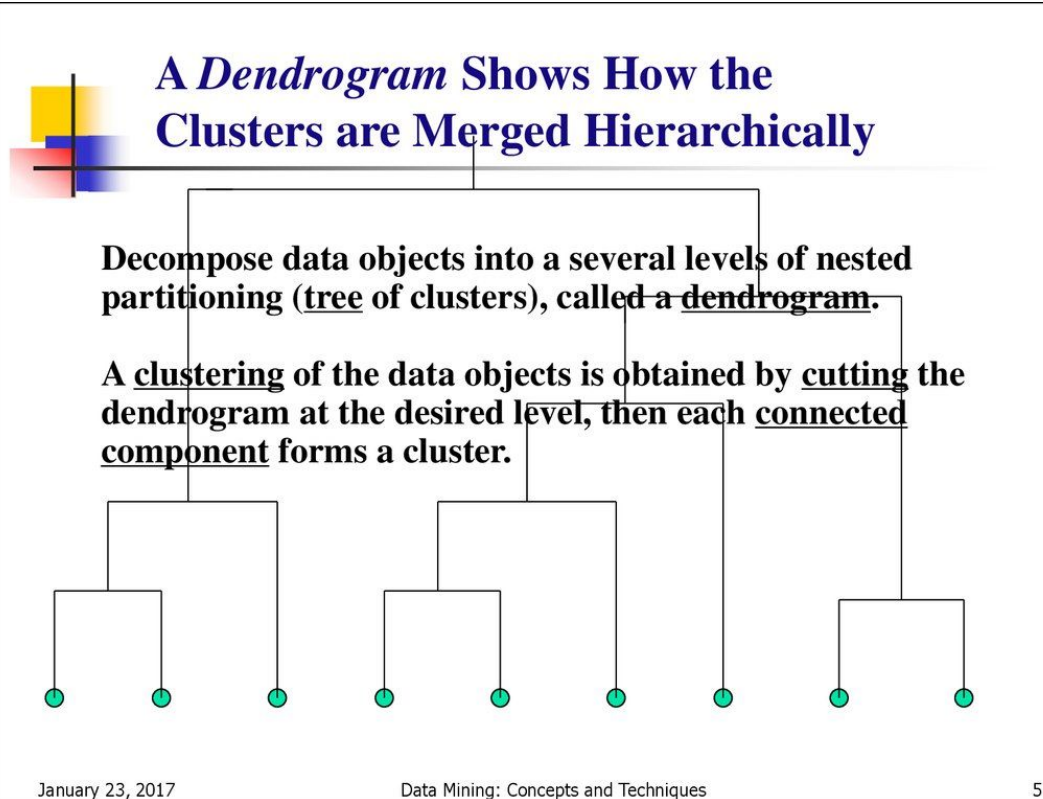 A Dendrogram Shows How the
Clusters are Merged Hierarchically
Decompose data objects into a several levels of nested
partitioning (tree of clusters), called a dendrogram.
A clustering of the data objects is obtained by cutting the
dendrogram at the desired level, then each connected
component forms a cluster.
January 23, 2017
Data Mining: Concepts and Techniques
5